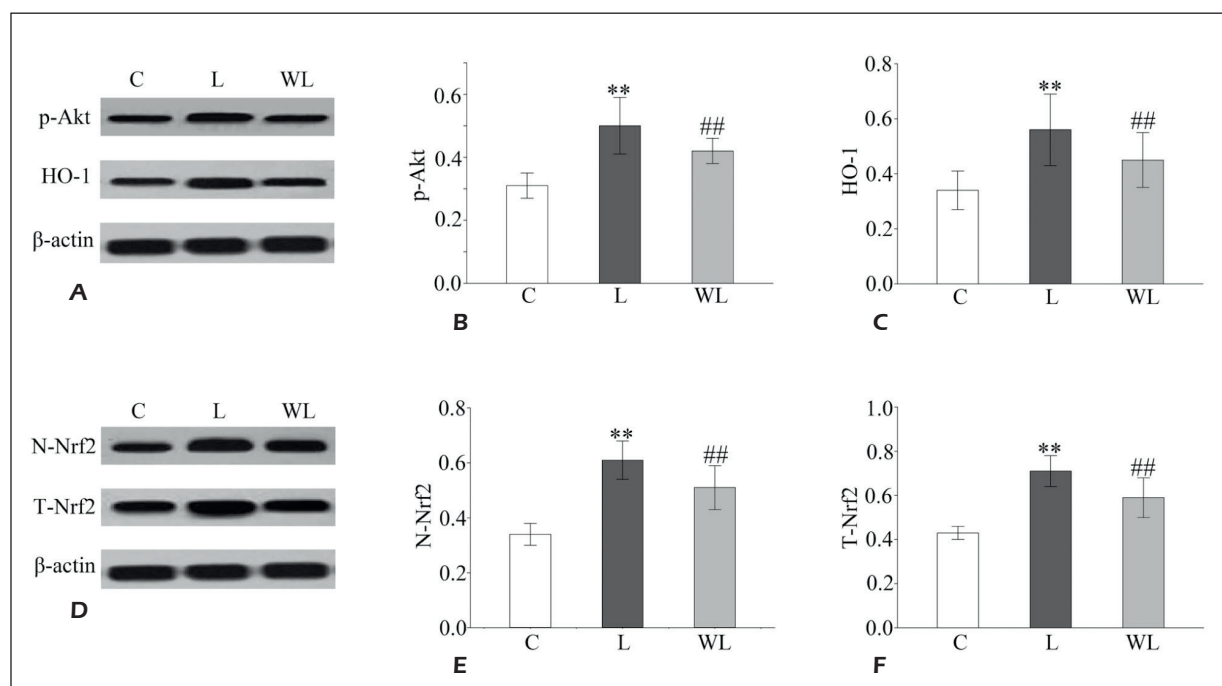 C L WL
p-Akt
HO-1
β-actin
A
p-Akt
0.6
0.4
0.2
0.0
**
##
C L WL
B
HO-1
0.8
0.6
0.4
0.2
0.0
**
##
C L WL
C
C L WL
N-Nrf2
T-Nrf2
β-actin
D
N-Nrf2
0.8
0.6
0.4
0.2
0.0
**
##
C L WL
E
T-Nrf2
1.0
0.8
0.6
0.4
0.2
0.0
**
##
C L WL
F